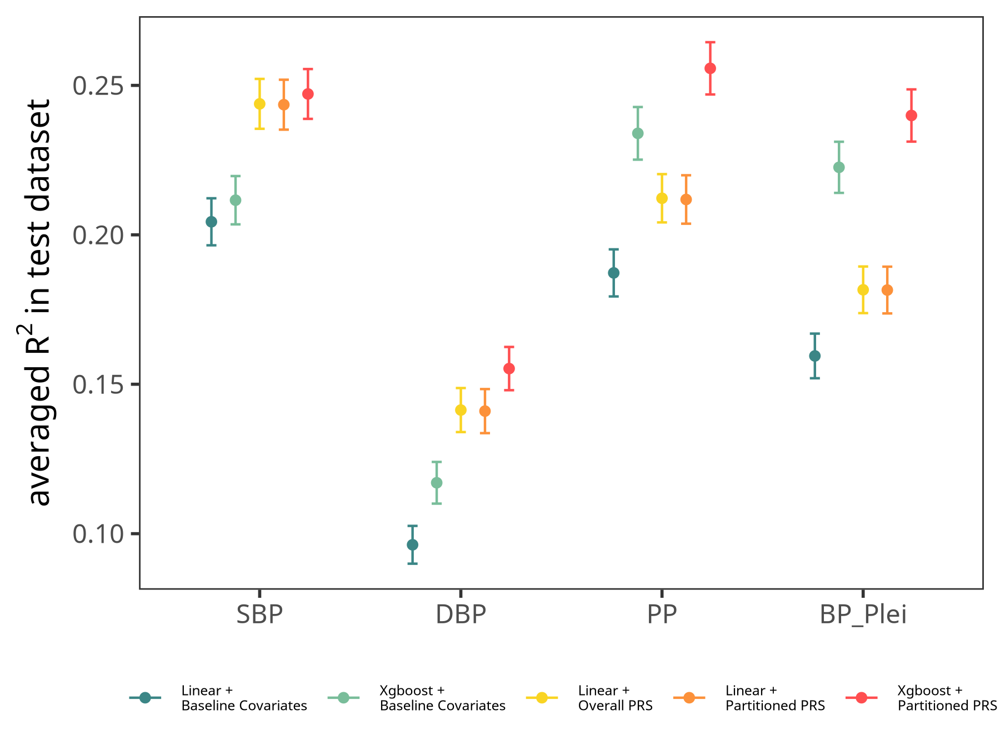 averaged R² in test dataset
0.25
0.20
0.15
0.10
SBP
DBP
PP
BP_Plei
Linear +
Baseline Covariates
Xgboost +
Baseline Covariates
Linear +
Overall PRS
Linear +
Partitioned PRS
Xgboost +
Partitioned PRS